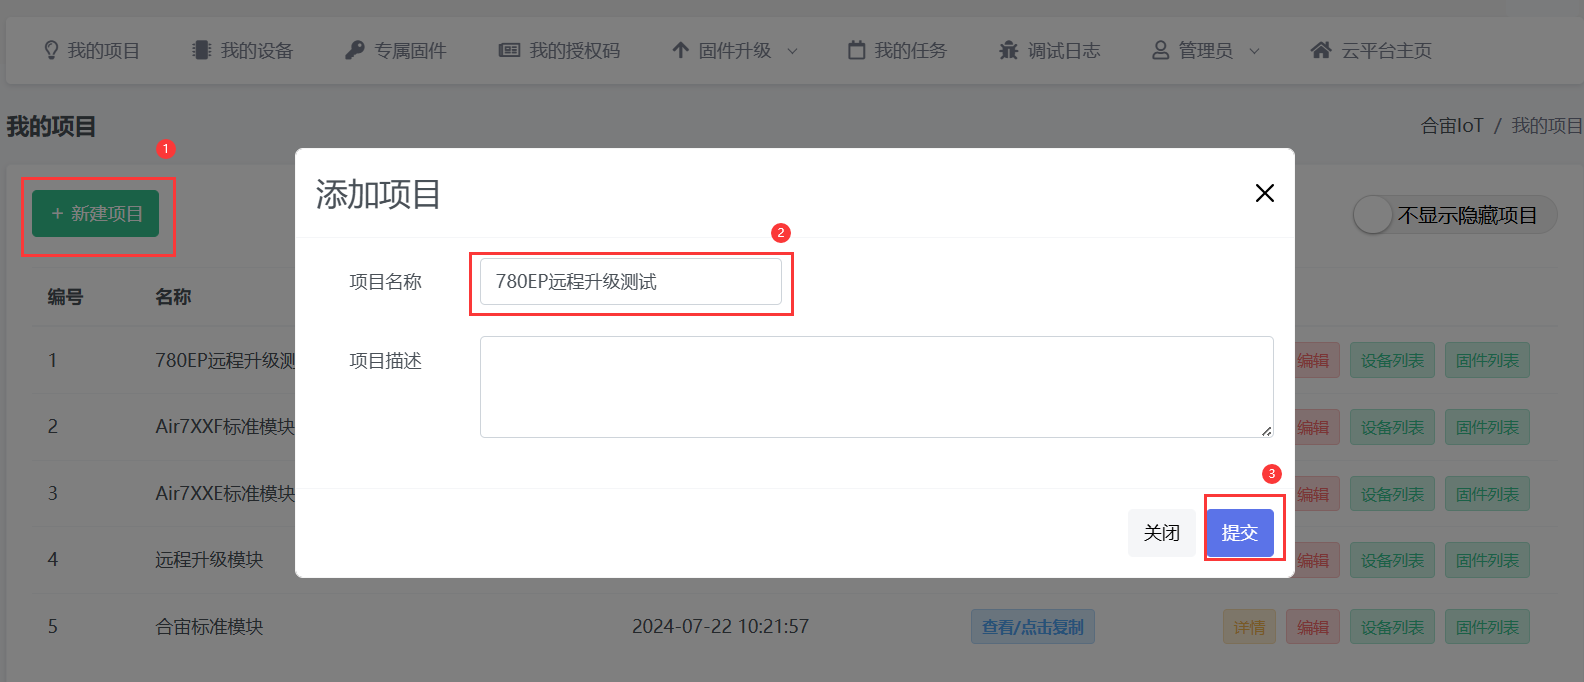 我的项目 我的设备 专属固件 我的授权码 固件升级 我的任务 调试日志 管理员 云平台主页
我的项目
合宙IoT / 我的项目
1
+ 新建项目
不显示隐藏项目
添加项目
2
项目名称 780EP远程升级测试
项目描述
3
关闭 提交
编号 名称
1 780EP远程升级测 编辑 设备列表 固件列表
2 Air7XXF标准模块 编辑 设备列表 固件列表
3 Air7XXE标准模块 编辑 设备列表 固件列表
4 远程升级模块 编辑 设备列表 固件列表
5 合宙标准模块 2024-07-22 10:21:57 查看/点击复制 详情 编辑 设备列表 固件列表